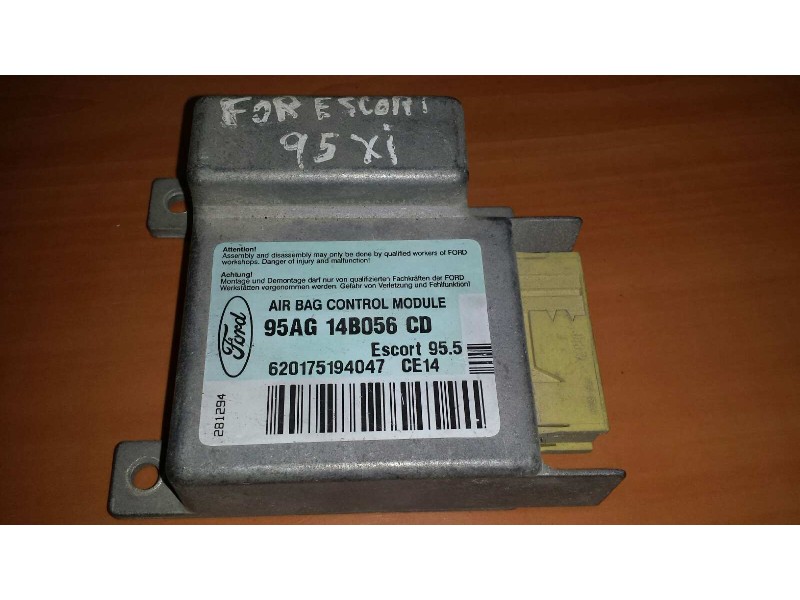 FOR ESCORT
95 xi
Attention!
Assembly and disassembly may only be done by qualified workers of FORD
workshops. Danger of injury and malfunction!
Achtung!
Montage und Demontage darf nur von qualifizierten Fachkräften der FORD
Werkstätten vorgenommen werden. Gefahr von Verletzung und Fehlfunktion!
Ford
AIR BAG CONTROL MODULE
95AG 14B056 CD
Escort 95.5
620175194047 CE14
281294